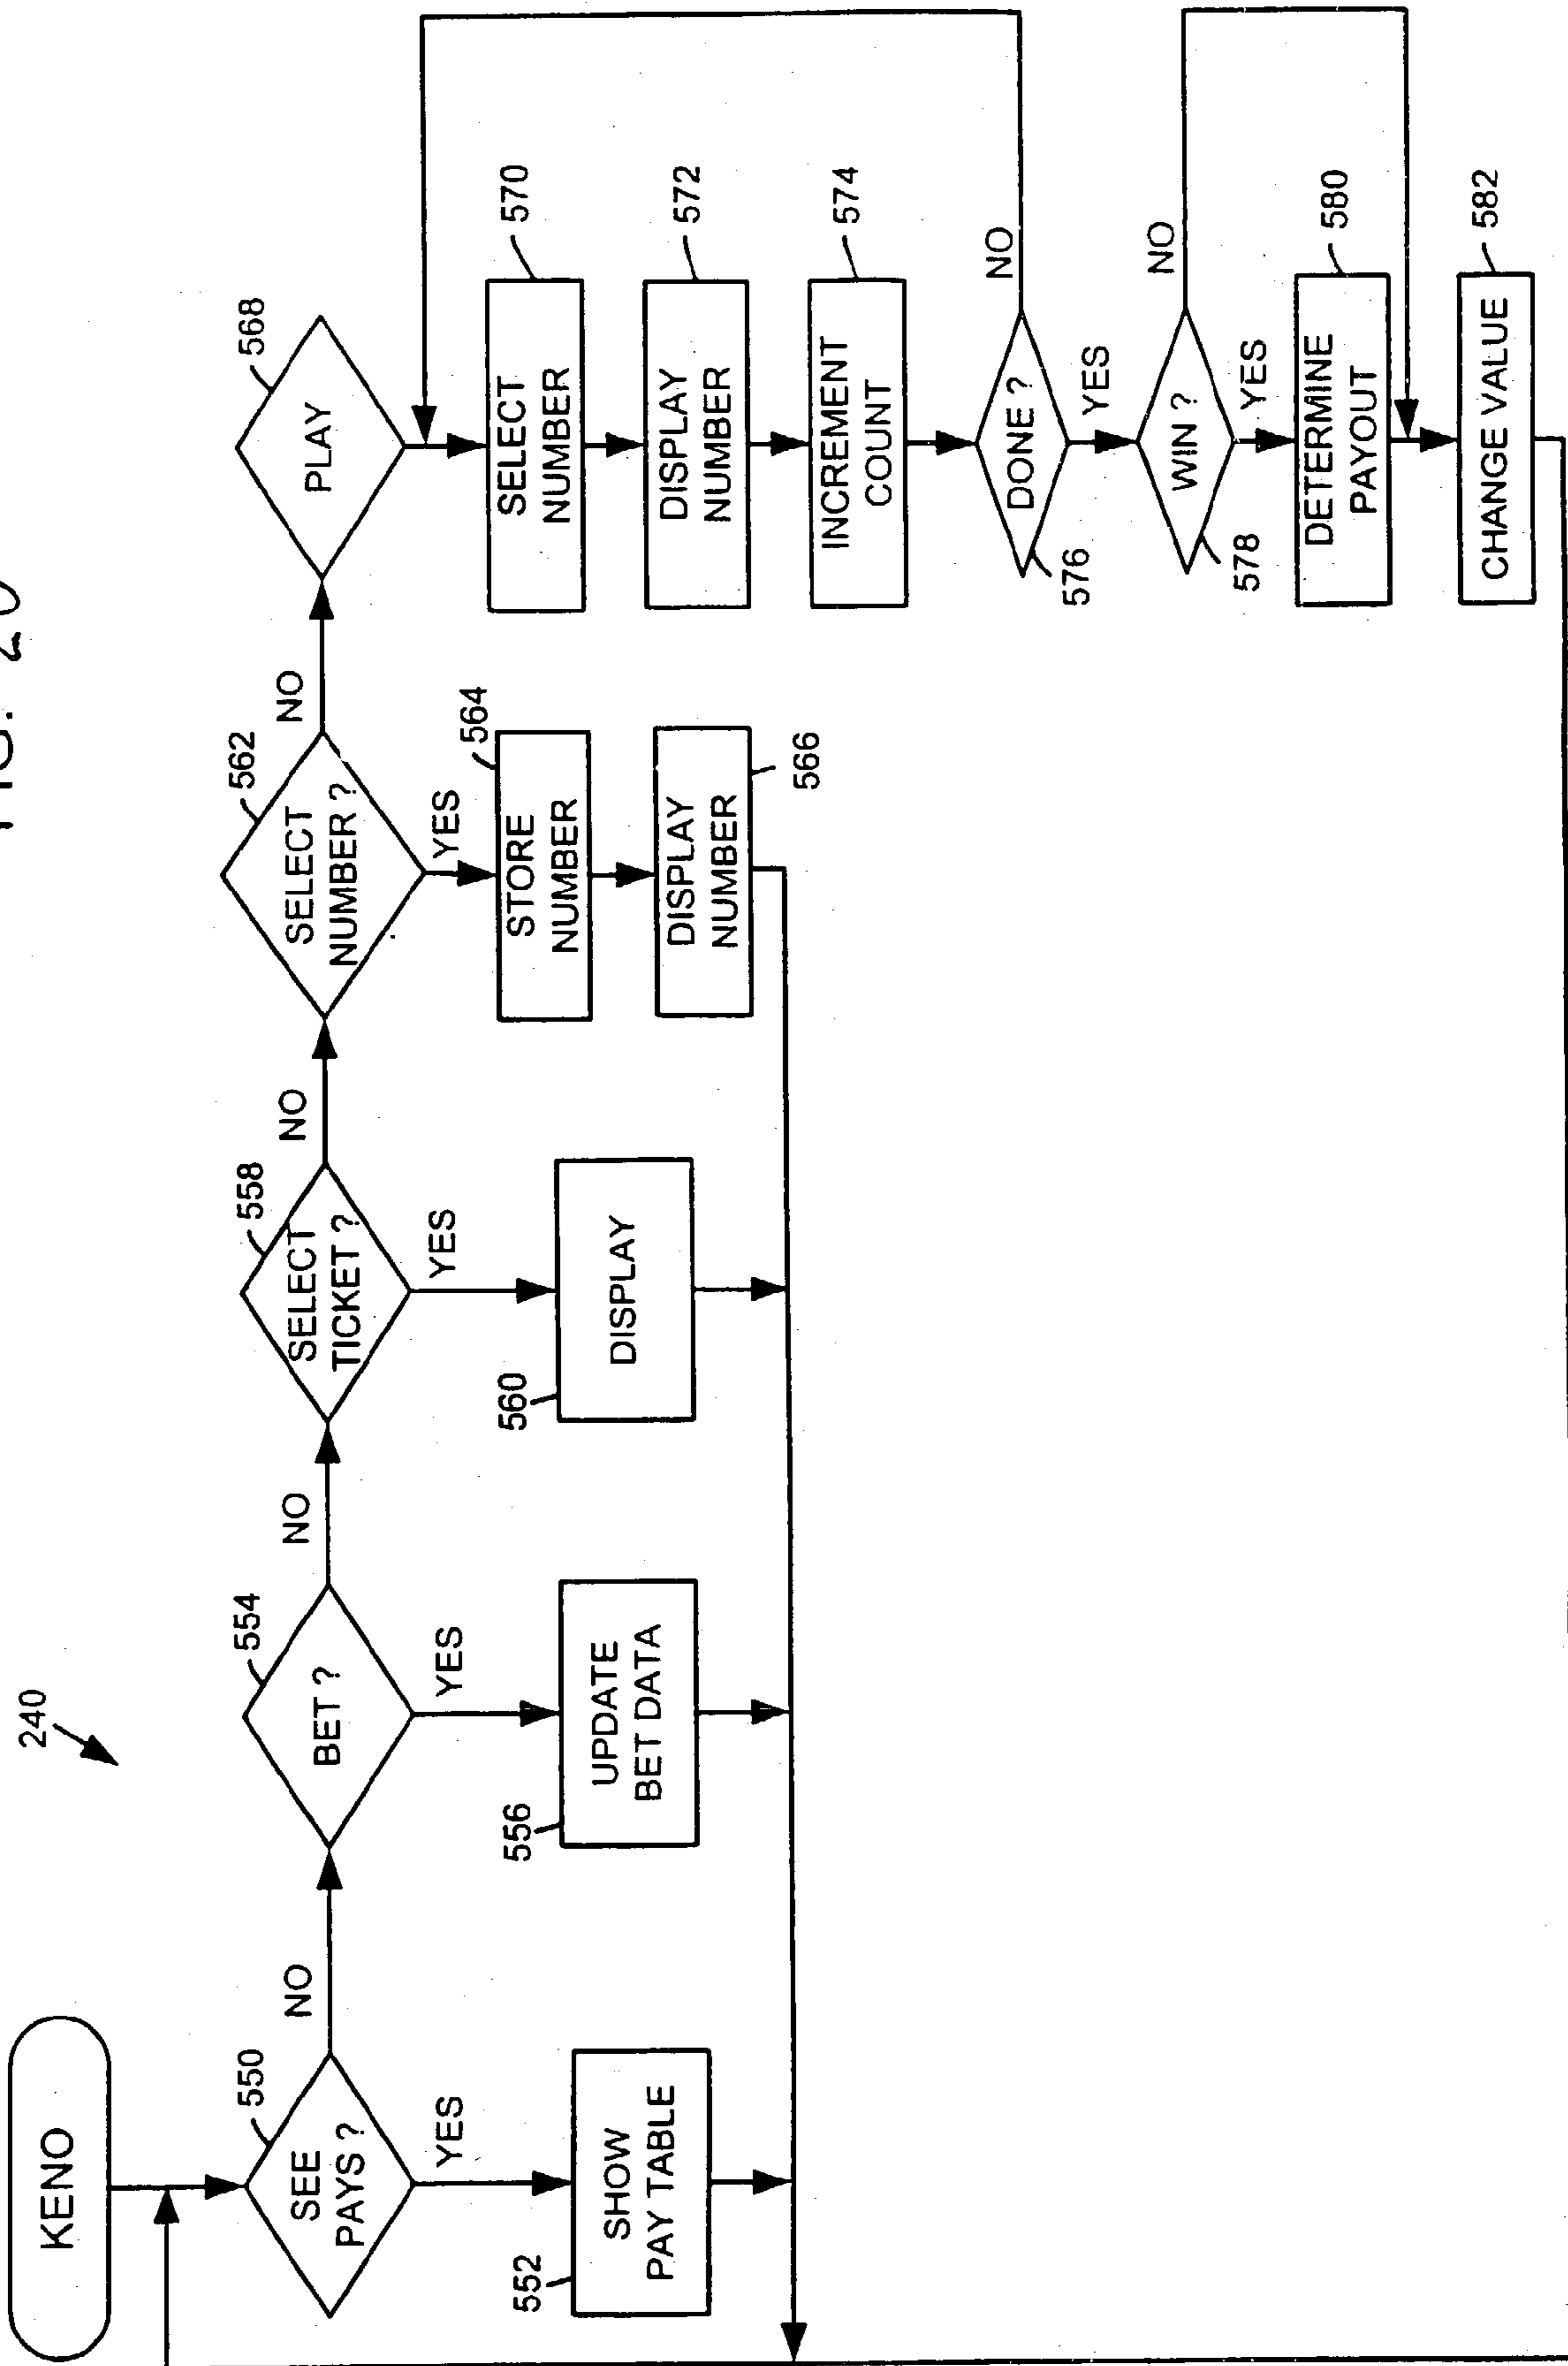 FIG. 20
240
KENO
550
SEE
PAYS ?
NO
YES
552
SHOW
PAY TABLE
554
BET ?
NO
YES
556
UPDATE
BET DATA
558
SELECT
TICKET ?
NO
YES
560
DISPLAY
562
SELECT
NUMBER ?
NO
YES
564
STORE
NUMBER
566
DISPLAY
NUMBER
568
PLAY
570
SELECT
NUMBER
572
DISPLAY
NUMBER
574
INCREMENT
COUNT
576
DONE ?
NO
YES
578
WIN ?
NO
YES
580
DETERMINE
PAYOUT
582
CHANGE VALUE